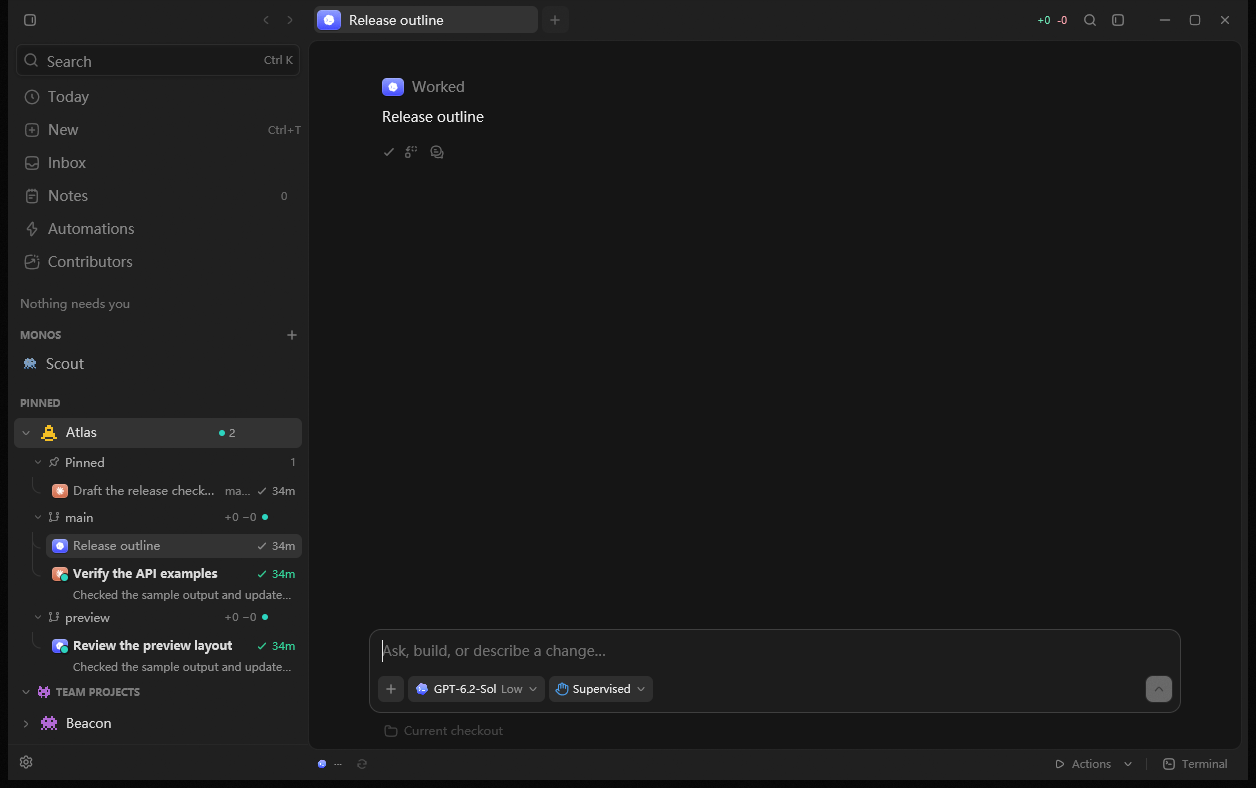 Release outline
+0 -0
Search Ctrl K
Today
New Ctrl+T
Inbox
Notes 0
Automations
Contributors
Nothing needs you
MONOS
Scout
PINNED
Atlas 2
Pinned 1
Draft the release check... ma... 34m
main +0 −0
Release outline 34m
Verify the API examples 34m
Checked the sample output and update...
preview +0 −0
Review the preview layout 34m
Checked the sample output and update...
TEAM PROJECTS
Beacon
Worked
Release outline
Ask, build, or describe a change...
GPT-6.2-Sol Low Supervised
Current checkout
... Actions Terminal